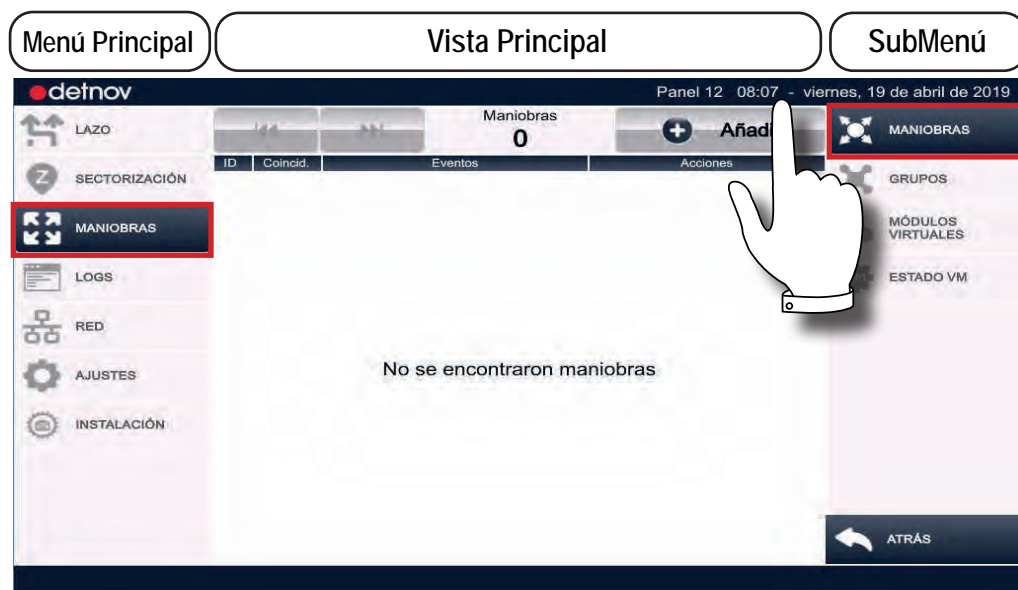 Menú Principal
Vista Principal
SubMenú
detnov
Panel 12 08:07 - viernes, 19 de abril de 2019
LAZO
SECTORIZACIÓN
MANIOBRAS
LOGS
RED
AJUSTES
INSTALACIÓN
Maniobras
0
Añadi
ID Coincid. Eventos Acciones
No se encontraron maniobras
MANIOBRAS
GRUPOS
MÓDULOS
VIRTUALES
ESTADO VM
ATRÁS